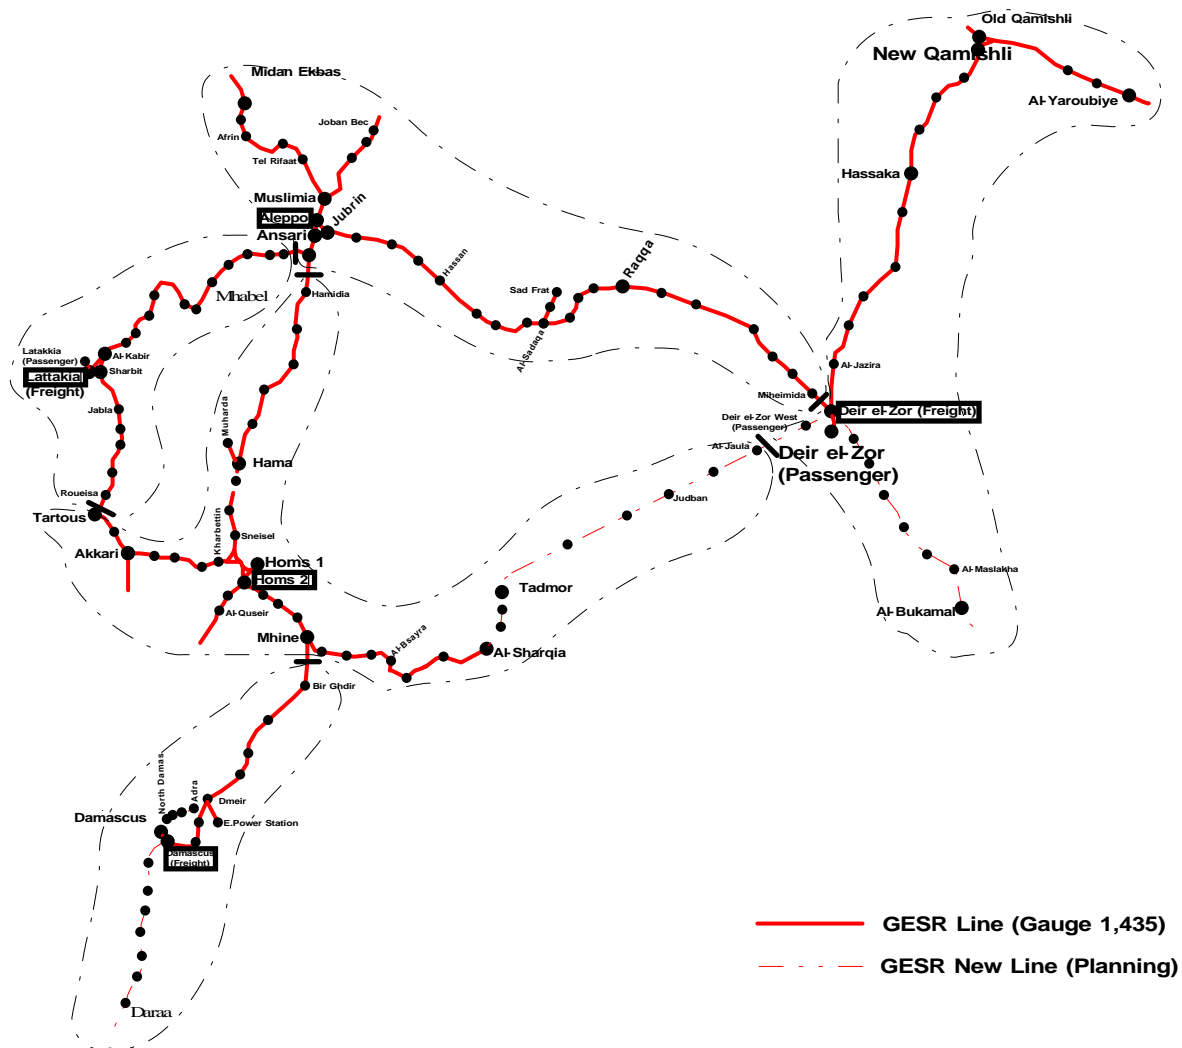 Old Qamishli
New Qamishli
Al-Yaroubiye
Midan Ekbas
Joban Bec
Afrin
Tel Rifaat
Hassaka
Muslimia
Jubrin
Aleppo
Ansari
Hassan
Raqqa
Sad Frat
Mhabel
Hamidia
Al-Sadaqa
Latakkia
(Passenger)
Al-Kabir
Sharbit
Lattakia
(Freight)
Al-Jazira
Miheimida
Jabla
Deir el-Zor (Freight)
Deir el-Zor West
(Passenger)
Muharda
Al-Jaula
Deir el-Zor
(Passenger)
Hama
Roueisa
Judban
Tartous
Kharbettin
Sneisel
Akkari
Homs 1
Homs 2
Al-Maslakha
Tadmor
Al-Quseir
Al-Bukamal
Mhine
Al-Bsayra
Al-Sharqia
Bir Ghdir
North Damas
Adra
Dmeir
Damascus
E.Power Station
Damascus
(Freight)
GESR Line (Gauge 1,435)
GESR New Line (Planning)
Daraa